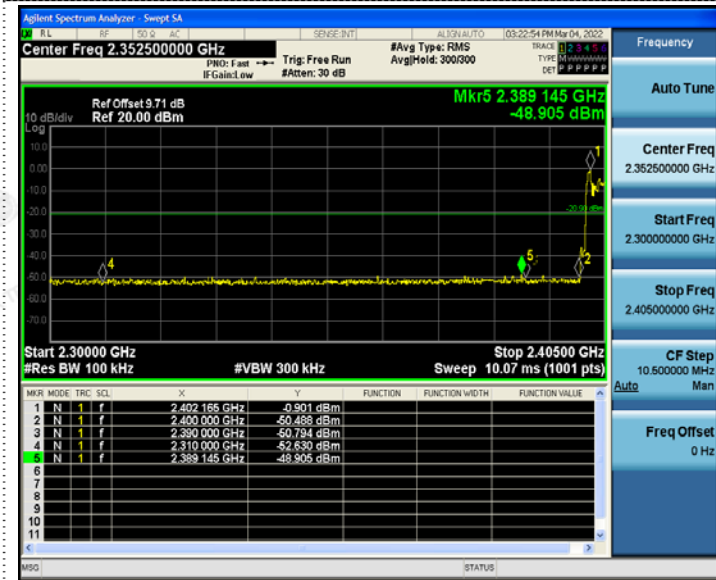 Agilent Spectrum Analyzer - Swept SA
RL RF 50 Ω AC SENSE:INT ALIGN AUTO 03:22:54 PM Mar 04, 2022
Center Freq 2.352500000 GHz
PNO: Fast Trig: Free Run
IFGain:Low #Atten: 30 dB
#Avg Type: RMS
Avg|Hold: 300/300
TRACE 1 2 3 4 5 6
TYPE M
DET P P P P P P
Frequency
Mkr5 2.389 145 GHz
-48.905 dBm
Ref Offset 9.71 dB
Ref 20.00 dBm
10 dB/div
Log
10.0
0.00
-10.0
-20.0
-30.0
-40.0
-50.0
-60.0
-70.0
1
-20.90 dBm
4
5
2
Start 2.30000 GHz Stop 2.40500 GHz
#Res BW 100 kHz #VBW 300 kHz Sweep 10.07 ms (1001 pts)
MKR MODE TRC SCL X Y FUNCTION FUNCTION WIDTH FUNCTION VALUE
1 N 1 f 2.402 165 GHz -0.901 dBm
2 N 1 f 2.400 000 GHz -50.488 dBm
3 N 1 f 2.390 000 GHz -50.794 dBm
4 N 1 f 2.310 000 GHz -52.630 dBm
5 N 1 f 2.389 145 GHz -48.905 dBm
6
7
8
9
10
11
MSG STATUS
Auto Tune
Center Freq
2.352500000 GHz
Start Freq
2.300000000 GHz
Stop Freq
2.405000000 GHz
CF Step
10.500000 MHz
Auto Man
Freq Offset
0 Hz